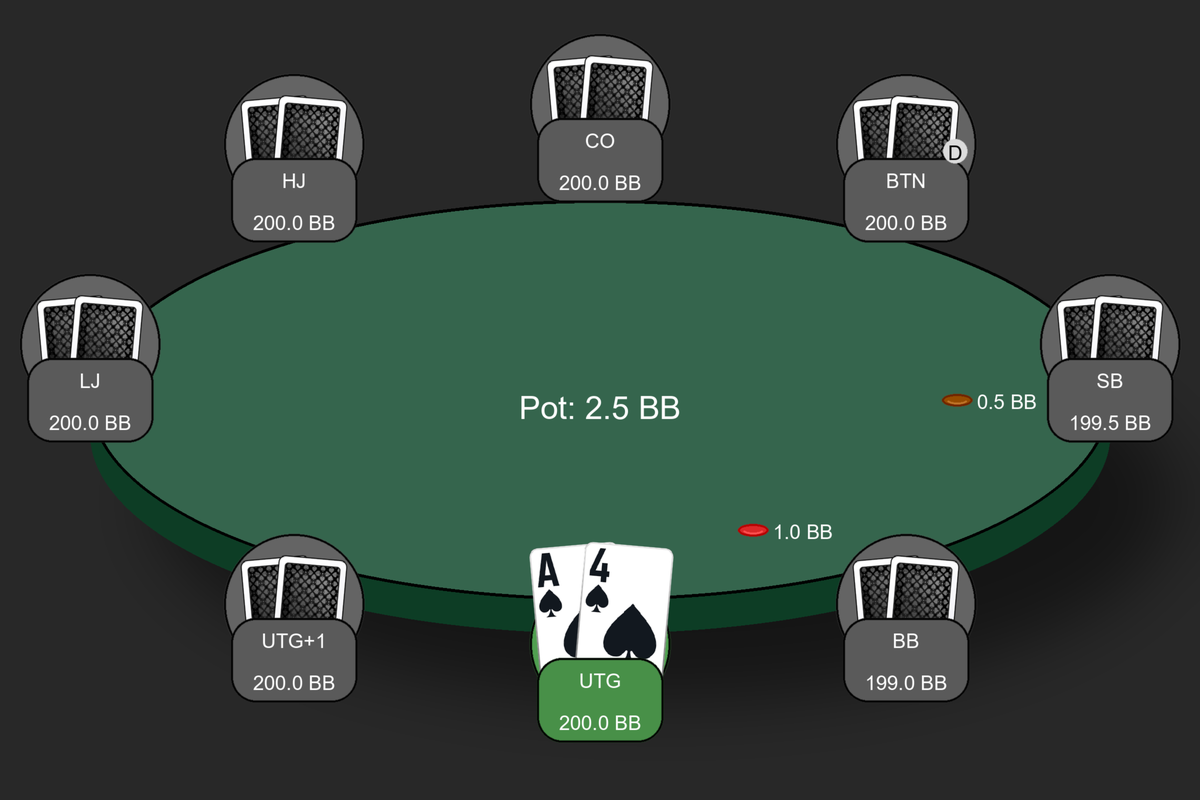 CO
200.0 BB
HJ
200.0 BB
BTN
200.0 BB
D
LJ
200.0 BB
SB
199.5 BB
0.5 BB
Pot: 2.5 BB
1.0 BB
A
4
UTG+1
200.0 BB
UTG
200.0 BB
BB
199.0 BB